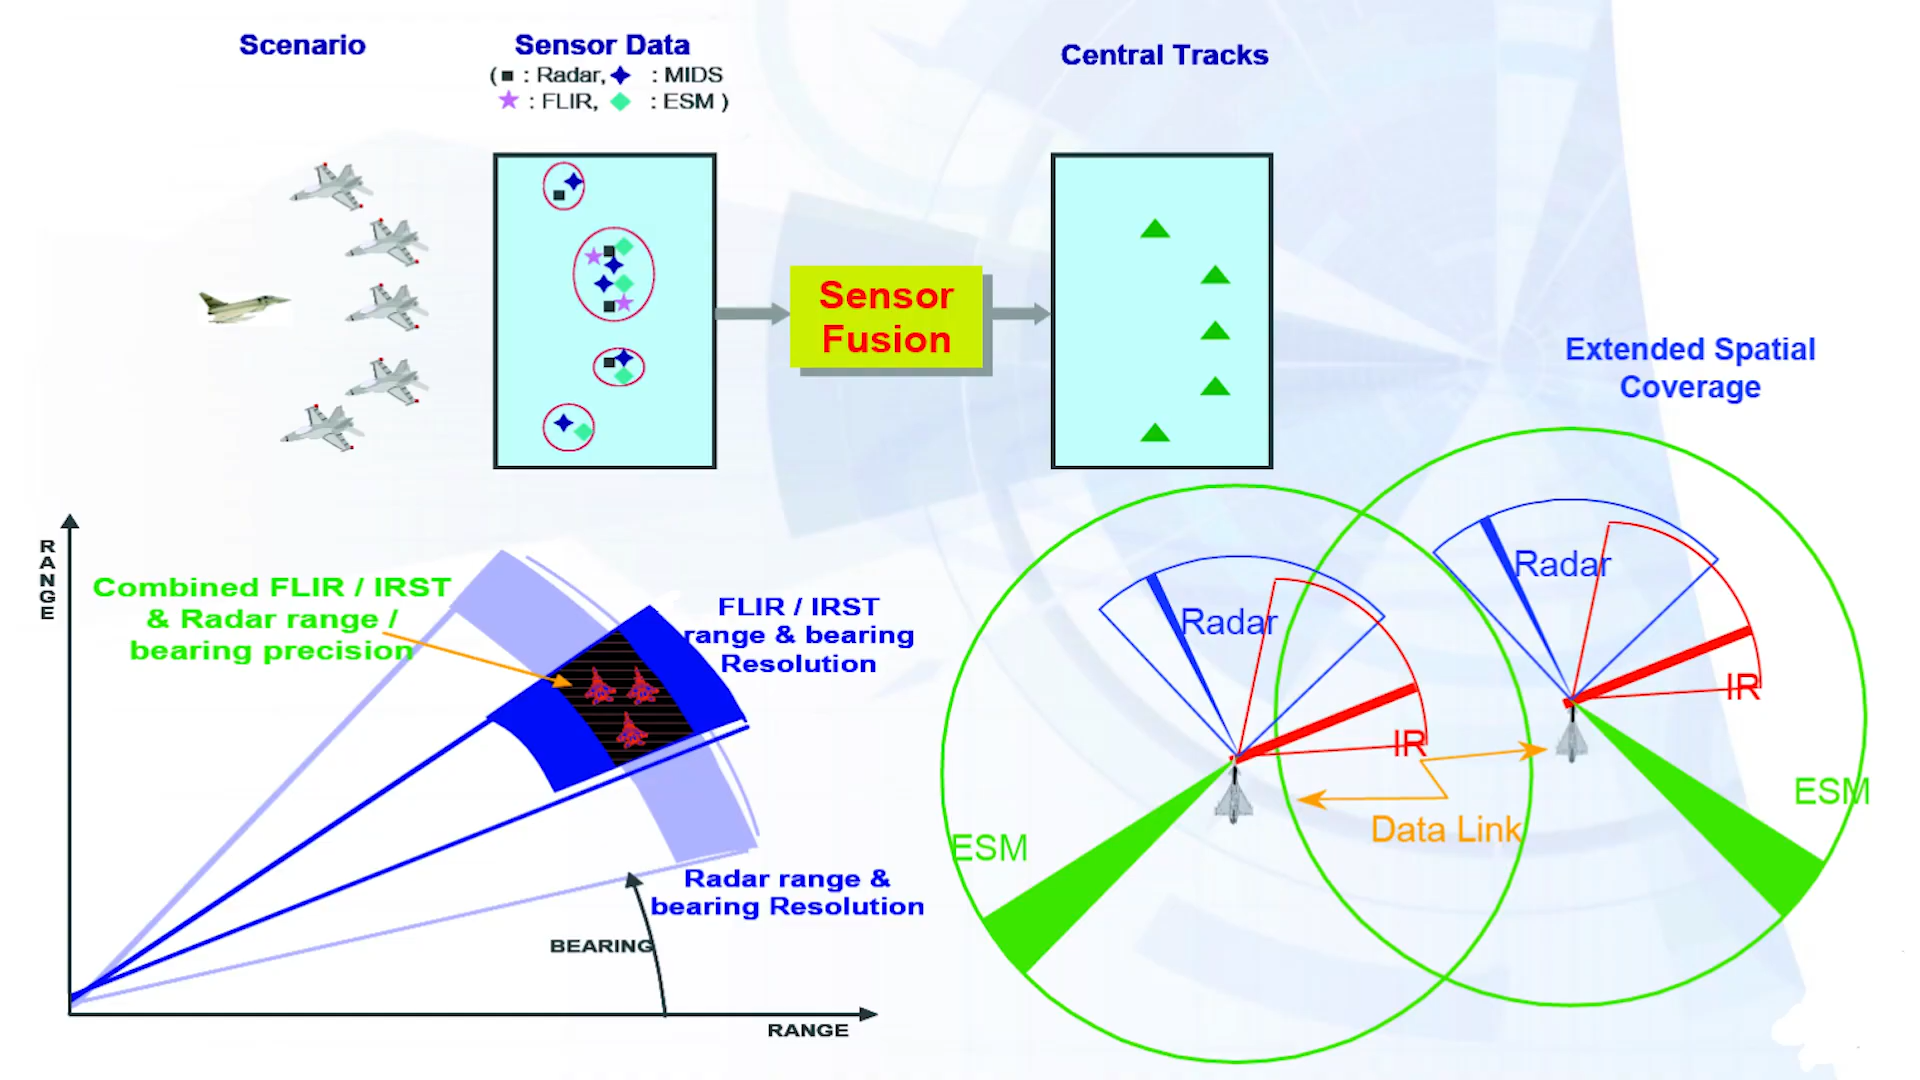 Scenario
Sensor Data
( : Radar, : MIDS
: FLIR, : ESM )
Central Tracks
Sensor
Fusion
Extended Spatial
Coverage
RANGE
Combined FLIR / IRST
& Radar range /
bearing precision
FLIR / IRST
range & bearing
Resolution
Radar range &
bearing Resolution
BEARING
RANGE
Radar
IR
ESM
Radar
IR
ESM
Data Link